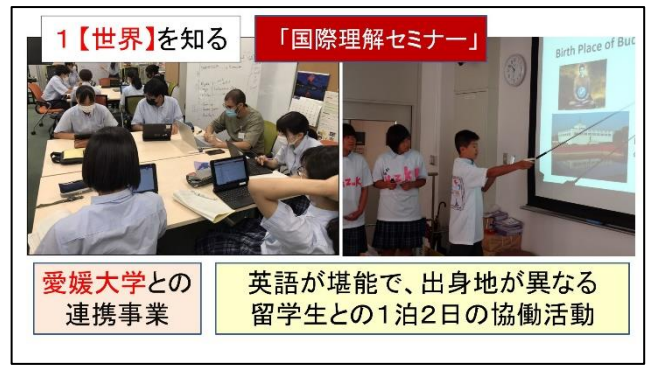 １【世界】を知る
「国際理解セミナー」
Birth Place of Bud
愛媛大学との
連携事業
英語が堪能で、出身地が異なる
留学生との１泊２日の協働活動